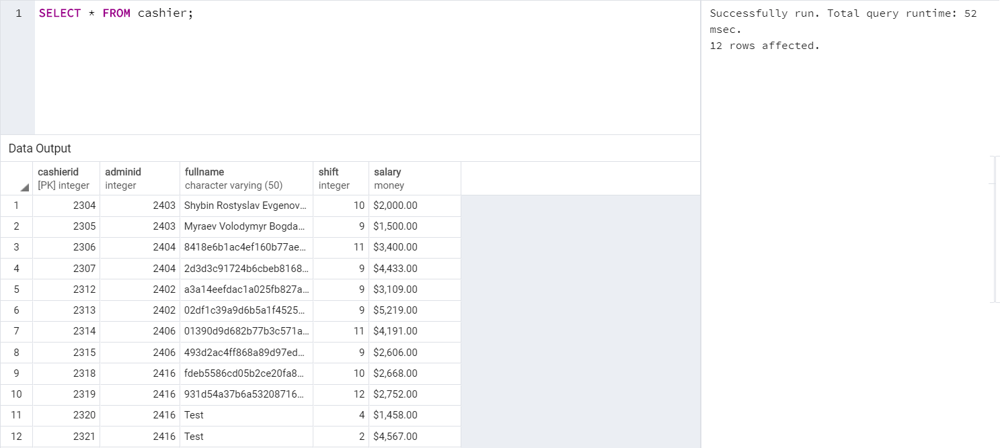 1 SELECT * FROM cashier;
Successfully run. Total query runtime: 52
msec.
12 rows affected.
Data Output
cashierid adminid fullname shift salary
[PK] integer integer character varying (50) integer money
1 2304 2403 Shybin Rostyslav Evgenov... 10 $2,000.00
2 2305 2403 Myraev Volodymyr Bogda... 9 $1,500.00
3 2306 2404 8418e6b1ac4ef160b77ae... 11 $3,400.00
4 2307 2404 2d3d3c91724b6cbeb8168... 9 $4,433.00
5 2312 2402 a3a14eefdac1a025fb827a... 9 $3,109.00
6 2313 2402 02df1c39a9d6b5a1f4525... 9 $5,219.00
7 2314 2406 01390d9d682b77b3c571a... 11 $4,191.00
8 2315 2406 493d2ac4ff868a89d97ed... 9 $2,606.00
9 2318 2416 fdeb5586cd05b2ce20fa8... 10 $2,668.00
10 2319 2416 931d54a37b6a53208716... 12 $2,752.00
11 2320 2416 Test 4 $1,458.00
12 2321 2416 Test 2 $4,567.00